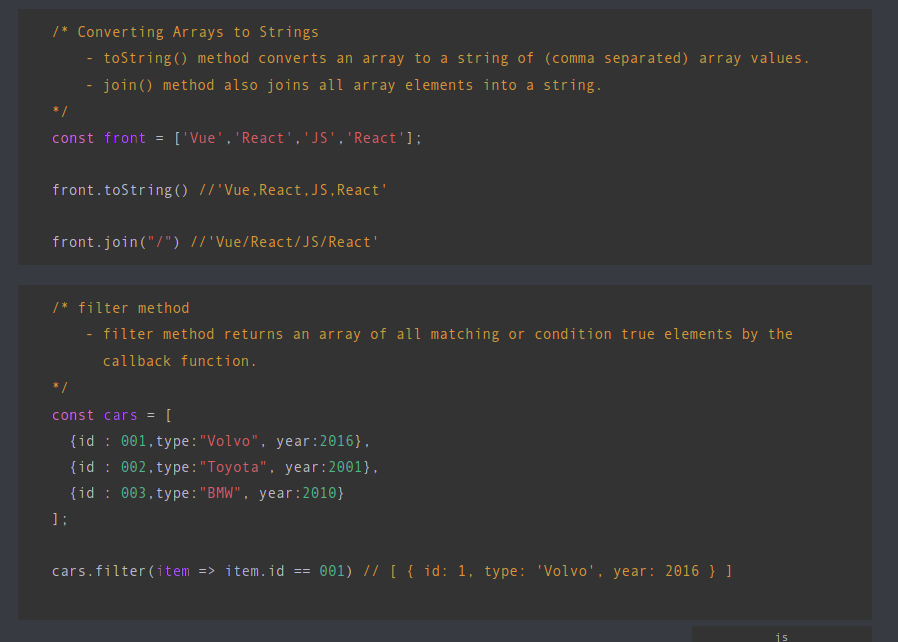 /* Converting Arrays to Strings
- toString() method converts an array to a string of (comma separated) array values.
- join() method also joins all array elements into a string.
*/
const front = ['Vue','React','JS','React'];
front.toString() //'Vue,React,JS,React'
front.join("/") //'Vue/React/JS/React'
/* filter method
- filter method returns an array of all matching or condition true elements by the
callback function.
*/
const cars = [
{id : 001,type:"Volvo", year:2016},
{id : 002,type:"Toyota", year:2001},
{id : 003,type:"BMW", year:2010}
];
cars.filter(item => item.id == 001) // [ { id: 1, type: 'Volvo', year: 2016 } ]
js